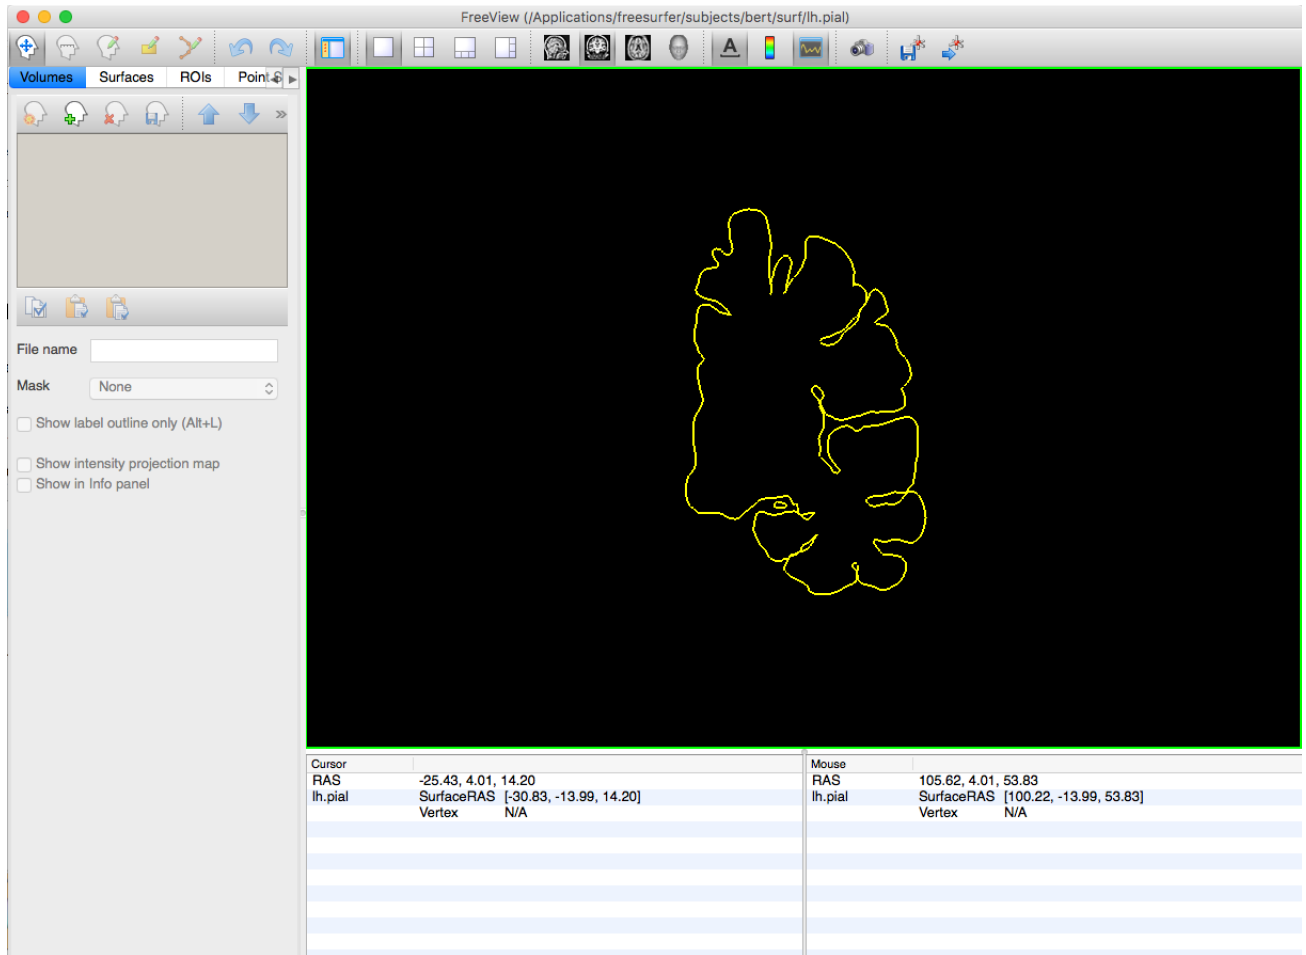 FreeView (/Applications/freesurfer/subjects/bert/surf/lh.pial)
A
Volumes Surfaces ROIs Point
»
File name
Mask None
Show label outline only (Alt+L)
Show intensity projection map
Show in Info panel
Cursor
RAS -25.43, 4.01, 14.20
lh.pial SurfaceRAS [-30.83, -13.99, 14.20]
Vertex N/A
Mouse
RAS 105.62, 4.01, 53.83
lh.pial SurfaceRAS [100.22, -13.99, 53.83]
Vertex N/A